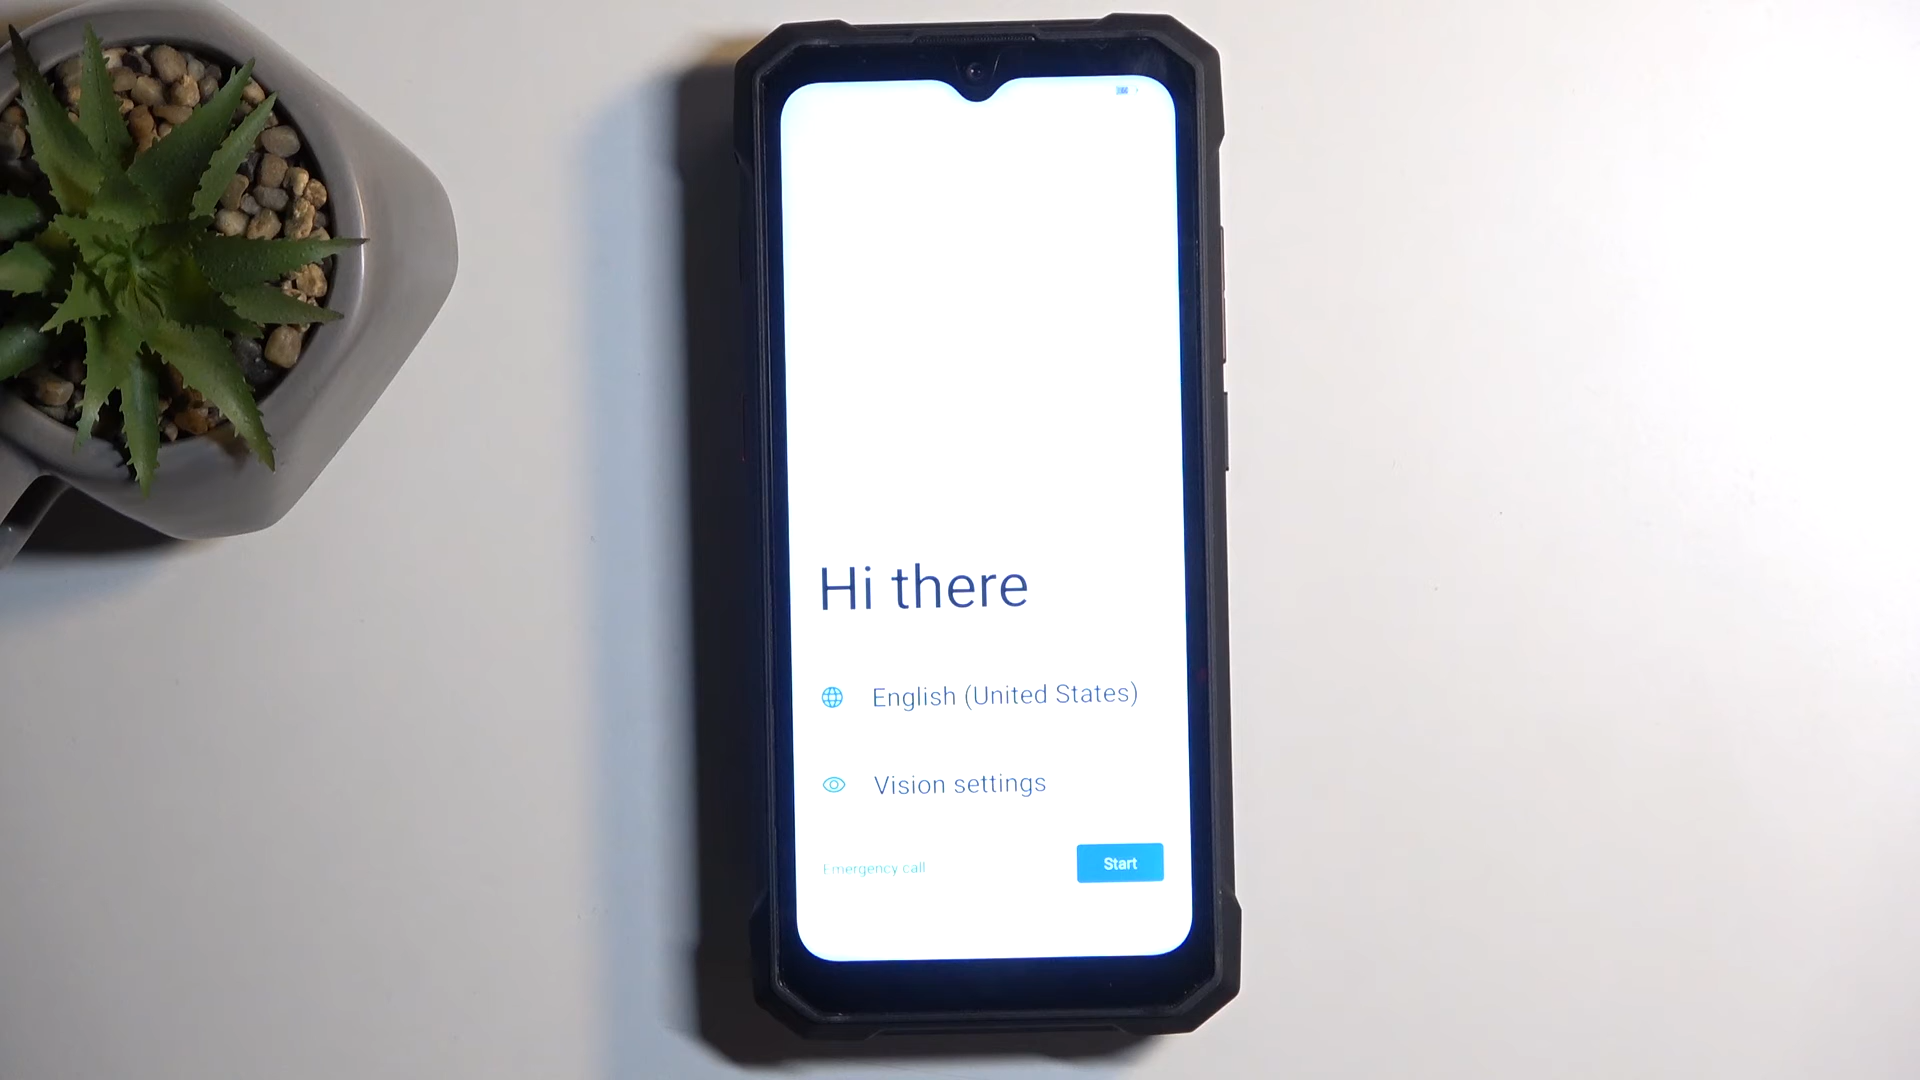 Hi there
English (United States)
Vision settings
Emergency call
Start